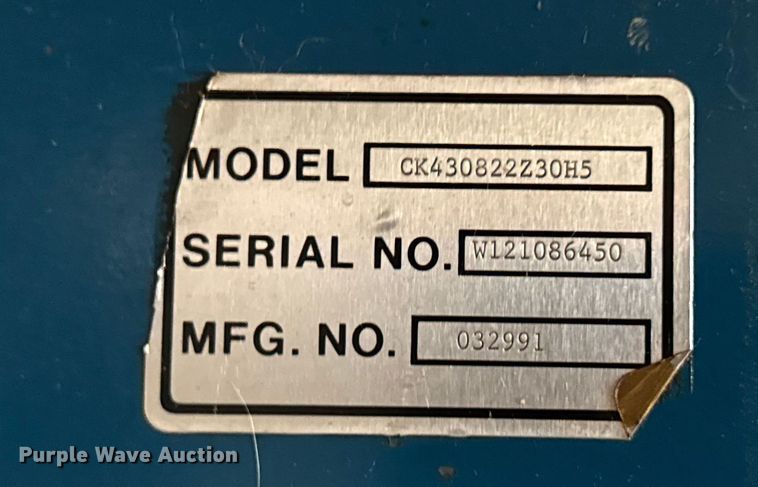 MODEL CK430822Z30H5
SERIAL NO. W121086450
MFG. NO. 032991
Purple Wave Auction